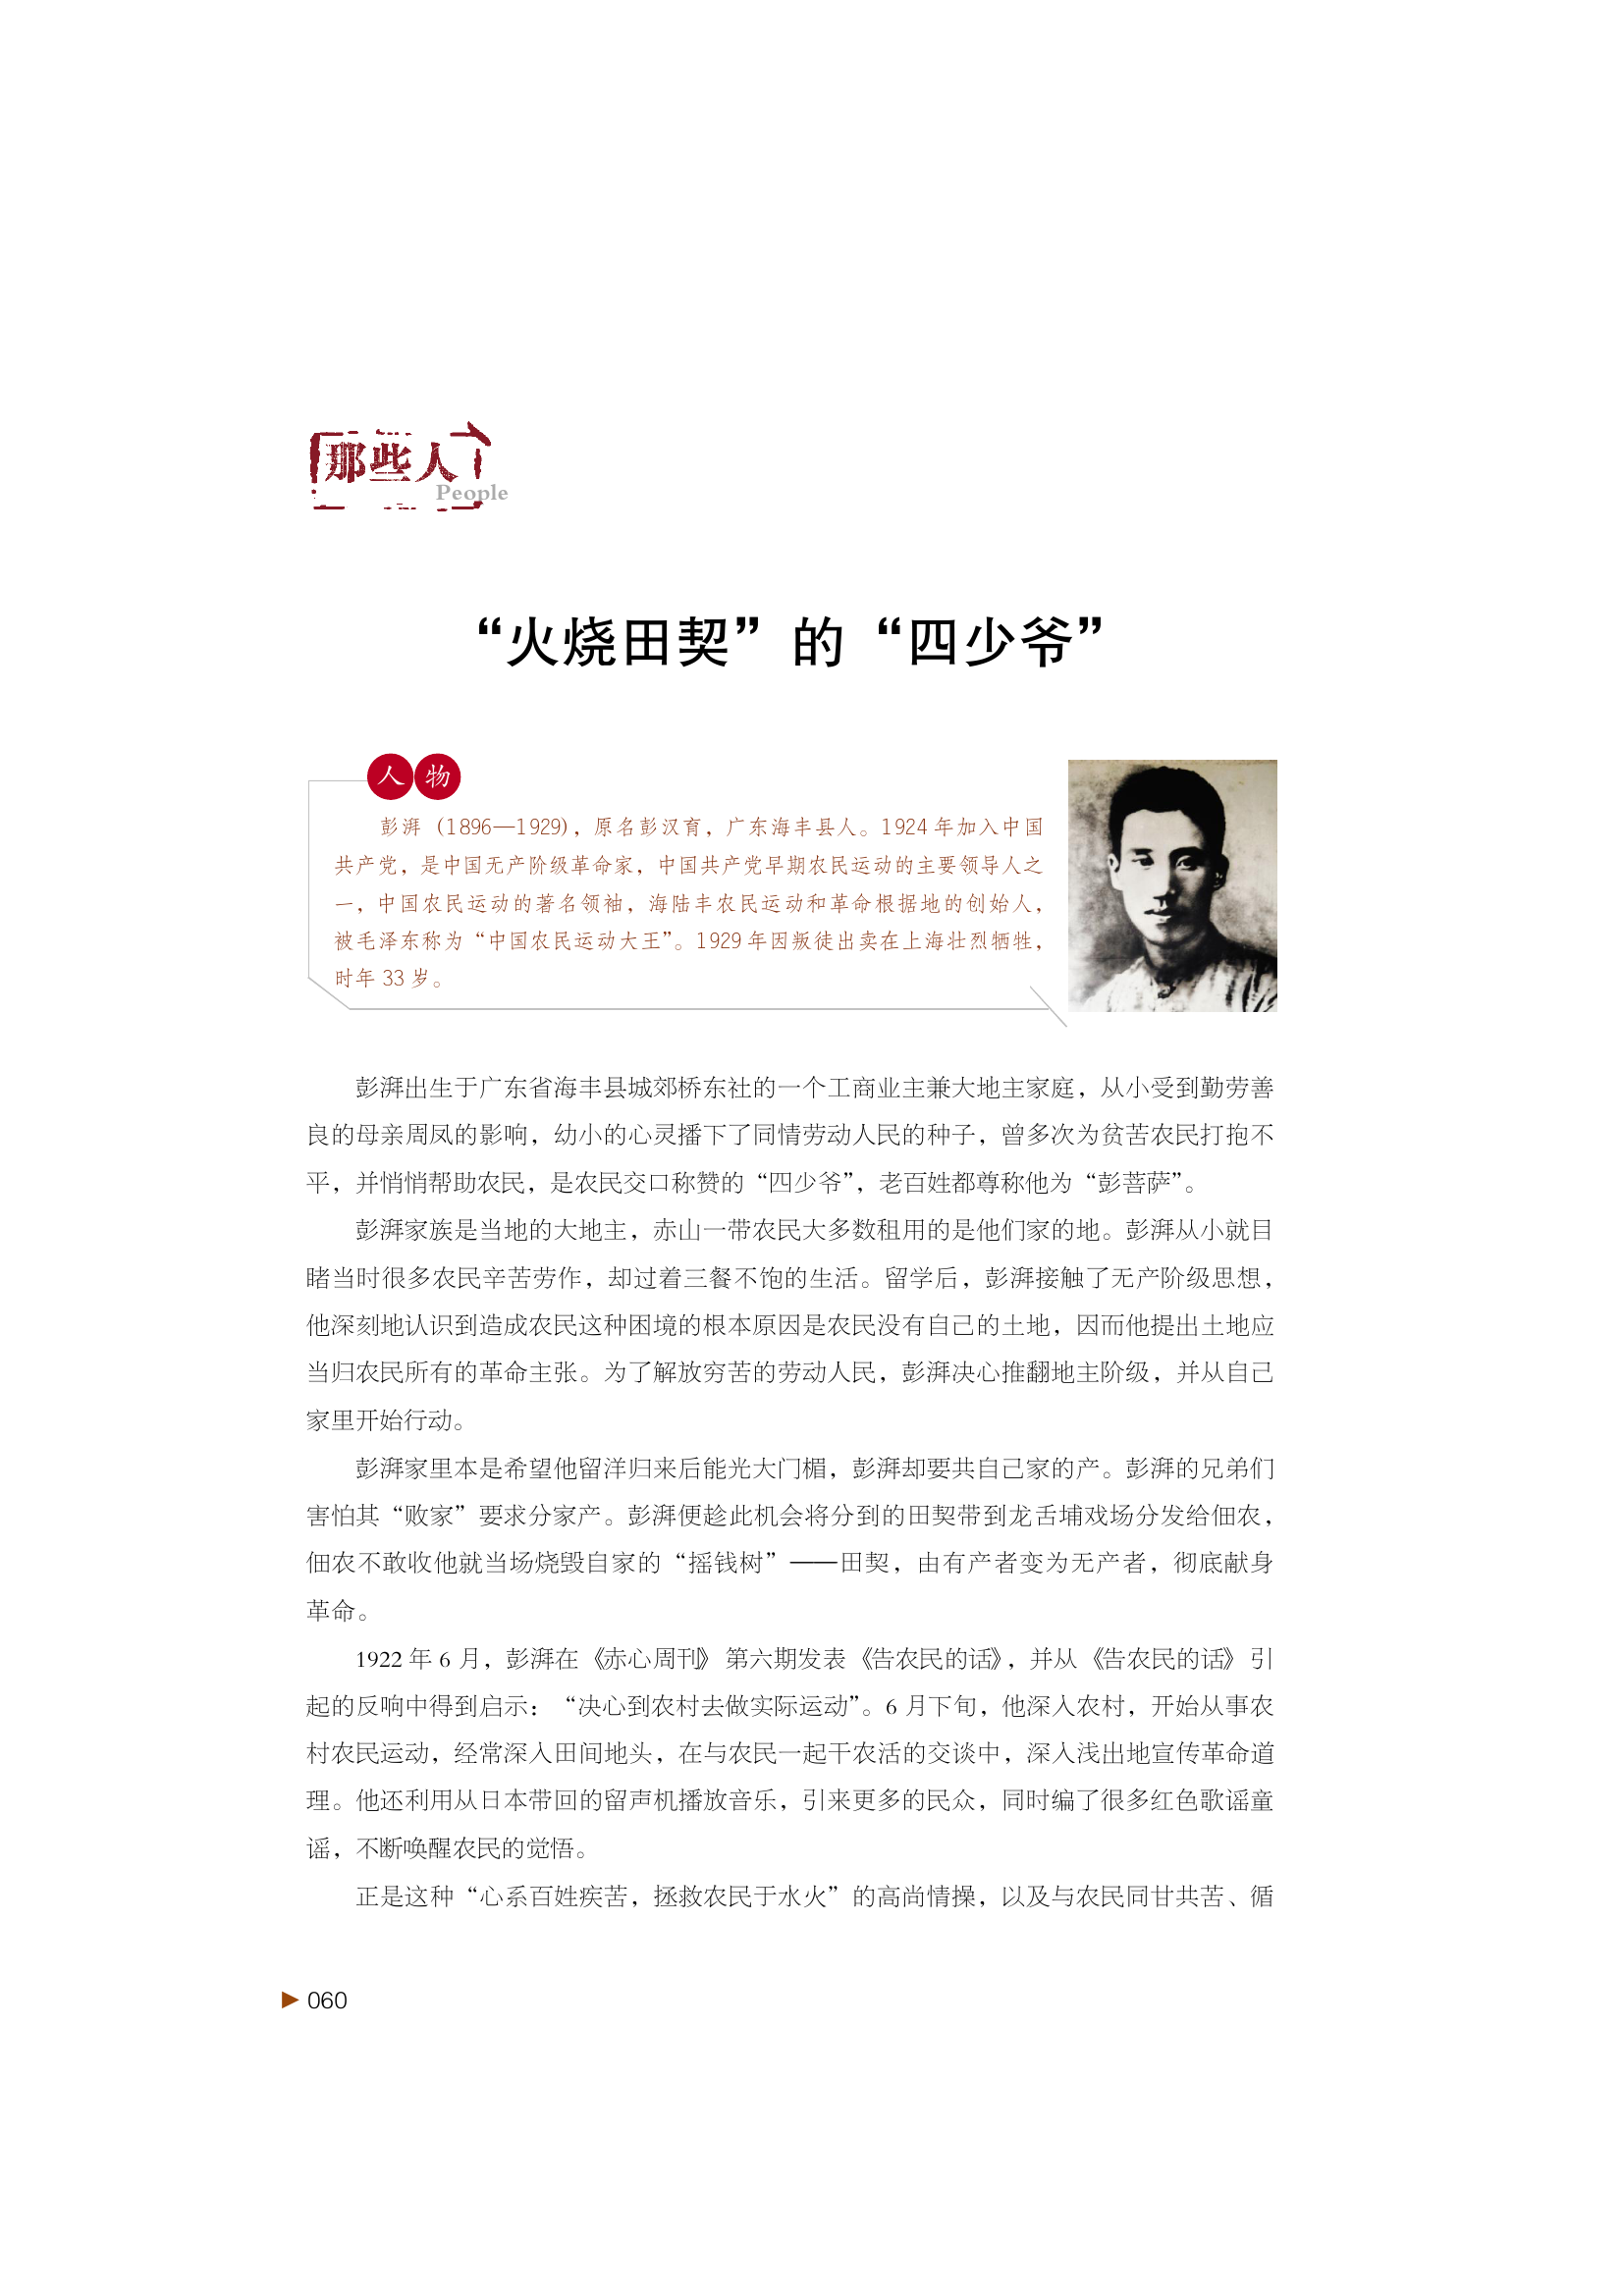 那些人
People
“火烧田契”的“四少爷”
人物
彭湃（1896—1929），原名彭汉育，广东海丰县人。1924年加入中国
共产党，是中国无产阶级革命家，中国共产党早期农民运动的主要领导人之
一，中国农民运动的著名领袖，海陆丰农民运动和革命根据地的创始人，
被毛泽东称为“中国农民运动大王”。1929年因叛徒出卖在上海壮烈牺牲，
时年33岁。
彭湃出生于广东省海丰县城郊桥东社的一个工商业主兼大地主家庭，从小受到勤劳善
良的母亲周凤的影响，幼小的心灵播下了同情劳动人民的种子，曾多次为贫苦农民打抱不
平，并悄悄帮助农民，是农民交口称赞的“四少爷”，老百姓都尊称他为“彭菩萨”。
彭湃家族是当地的大地主，赤山一带农民大多数租用的是他们家的地。彭湃从小就目
睹当时很多农民辛苦劳作，却过着三餐不饱的生活。留学后，彭湃接触了无产阶级思想，
他深刻地认识到造成农民这种困境的根本原因是农民没有自己的土地，因而他提出土地应
当归农民所有的革命主张。为了解放穷苦的劳动人民，彭湃决心推翻地主阶级，并从自己
家里开始行动。
彭湃家里本是希望他留洋归来后能光大门楣，彭湃却要共自己家的产。彭湃的兄弟们
害怕其“败家”要求分家产。彭湃便趁此机会将分到的田契带到龙舌埔戏场分发给佃农，
佃农不敢收他就当场烧毁自家的“摇钱树”——田契，由有产者变为无产者，彻底献身
革命。
1922年6月，彭湃在《赤心周刊》第六期发表《告农民的话》，并从《告农民的话》引
起的反响中得到启示：“决心到农村去做实际运动”。6月下旬，他深入农村，开始从事农
村农民运动，经常深入田间地头，在与农民一起干农活的交谈中，深入浅出地宣传革命道
理。他还利用从日本带回的留声机播放音乐，引来更多的民众，同时编了很多红色歌谣童
谣，不断唤醒农民的觉悟。
正是这种“心系百姓疾苦，拯救农民于水火”的高尚情操，以及与农民同甘共苦、循
060